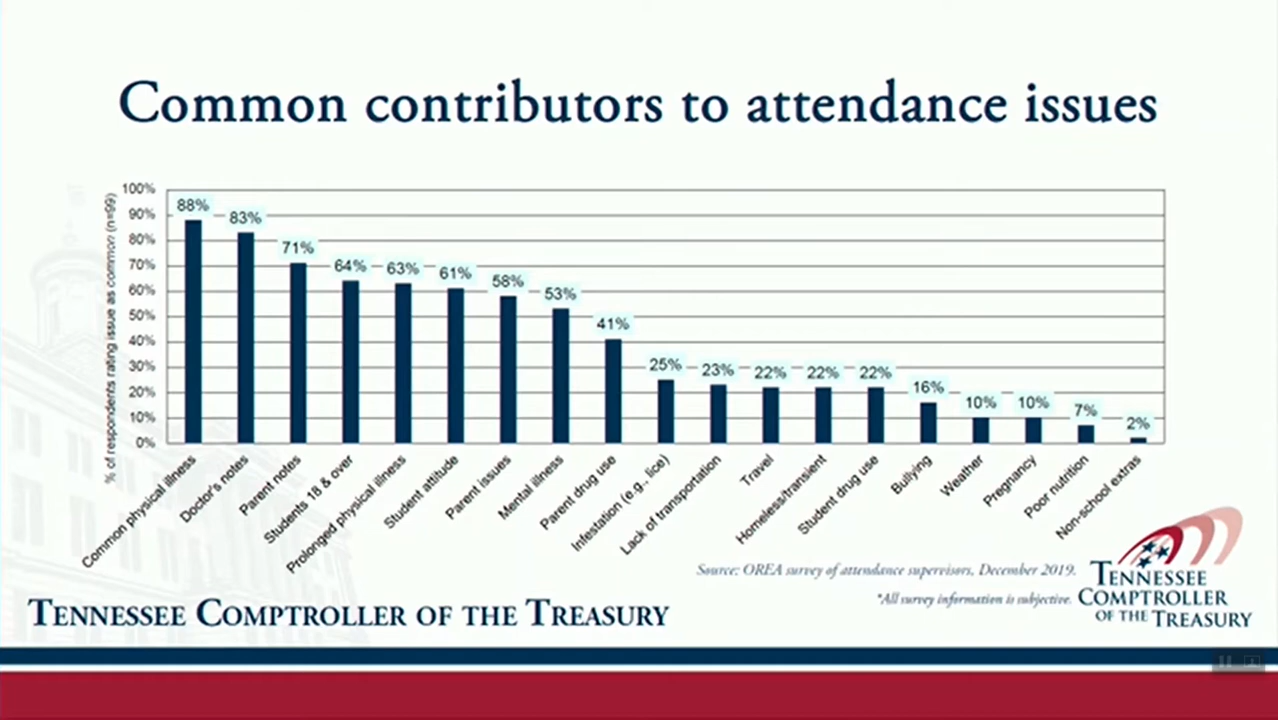 Common contributors to attendance issues
% of respondents rating issue as common (n=99)
100%
90%
80%
70%
60%
50%
40%
30%
20%
10%
0%
88%
83%
71%
64%
63%
61%
58%
53%
41%
25%
23%
22%
22%
22%
16%
10%
10%
7%
2%
Common physical illness
Doctor's notes
Parent notes
Students 18 & over
Prolonged physical illness
Student attitude
Parent issues
Mental illness
Parent drug use
Infestation (e.g., lice)
Lack of transportation
Travel
Homeless/transient
Student drug use
Bullying
Weather
Pregnancy
Poor nutrition
Non-school extras
Source: OREA survey of attendance supervisors, December 2019.
*All survey information is subjective.
TENNESSEE COMPTROLLER OF THE TREASURY
TENNESSEE
COMPTROLLER
OF THE TREASURY